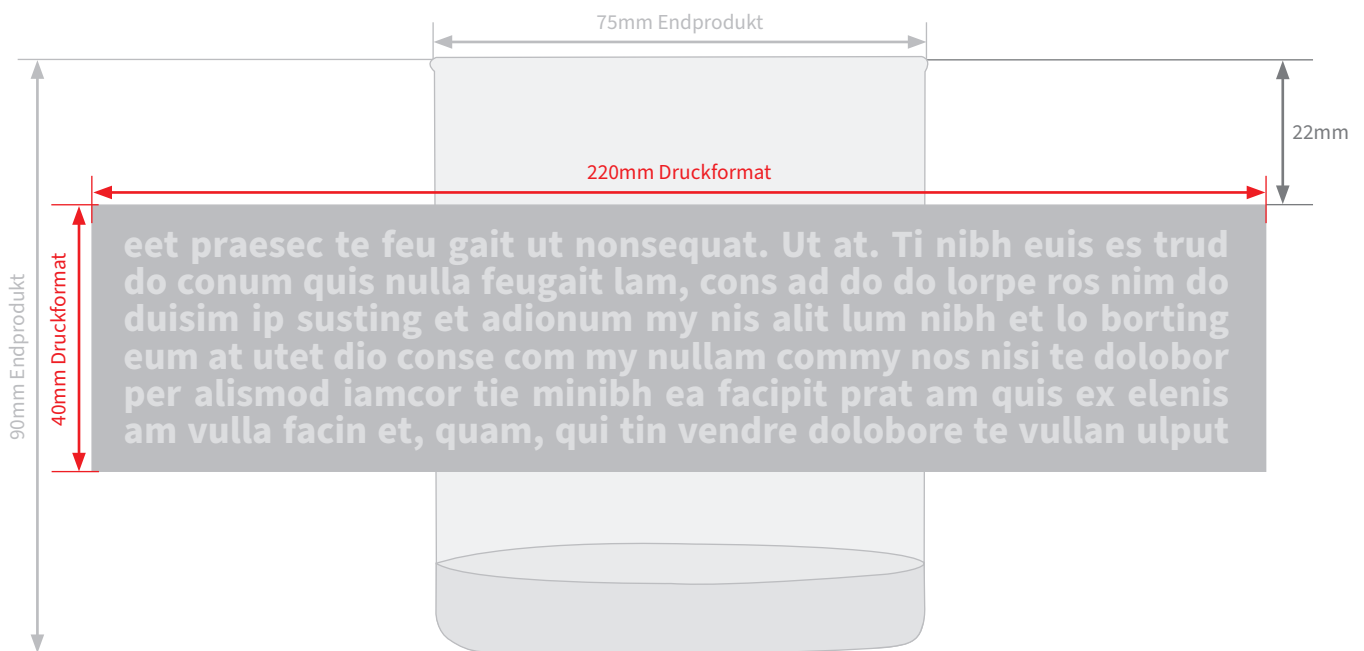 75mm Endprodukt
22mm
220mm Druckformat
90mm Endprodukt
40mm Druckformat
eet praesec te feu gait ut nonsequat. Ut at. Ti nibh euis es trud
do conum quis nulla feugait lam, cons ad do do lorpe ros nim do
duisim ip susting et adionum my nis alit lum nibh et lo borting
eum at utet dio conse com my nullam commy nos nisi te dolobor
per alismod iamcor tie minibh ea facipit prat am quis ex elenis
am vulla facin et, quam, qui tin vendre dolobore te vullan ulput